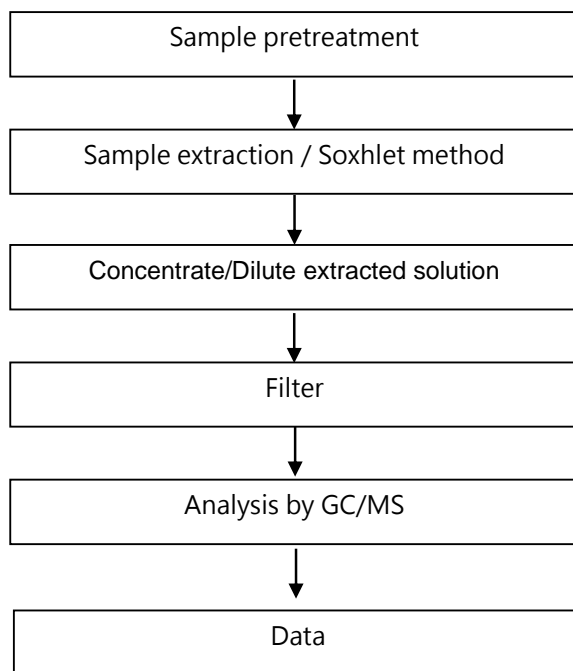 Sample pretreatment
Sample extraction / Soxhlet method
Concentrate/Dilute extracted solution
Filter
Analysis by GC/MS
Data